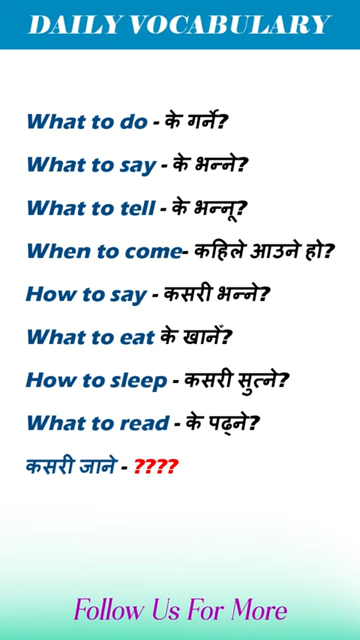 DAILY VOCABULARY
What to do - के गर्ने?
What to say - के भन्ने?
What to tell - के भन्नू?
When to come- कहिले आउने हो?
How to say - कसरी भन्ने?
What to eat के खानेँ?
How to sleep - कसरी सुत्ने?
What to read - के पढ्ने?
कसरी जाने - ????
Follow Us For More